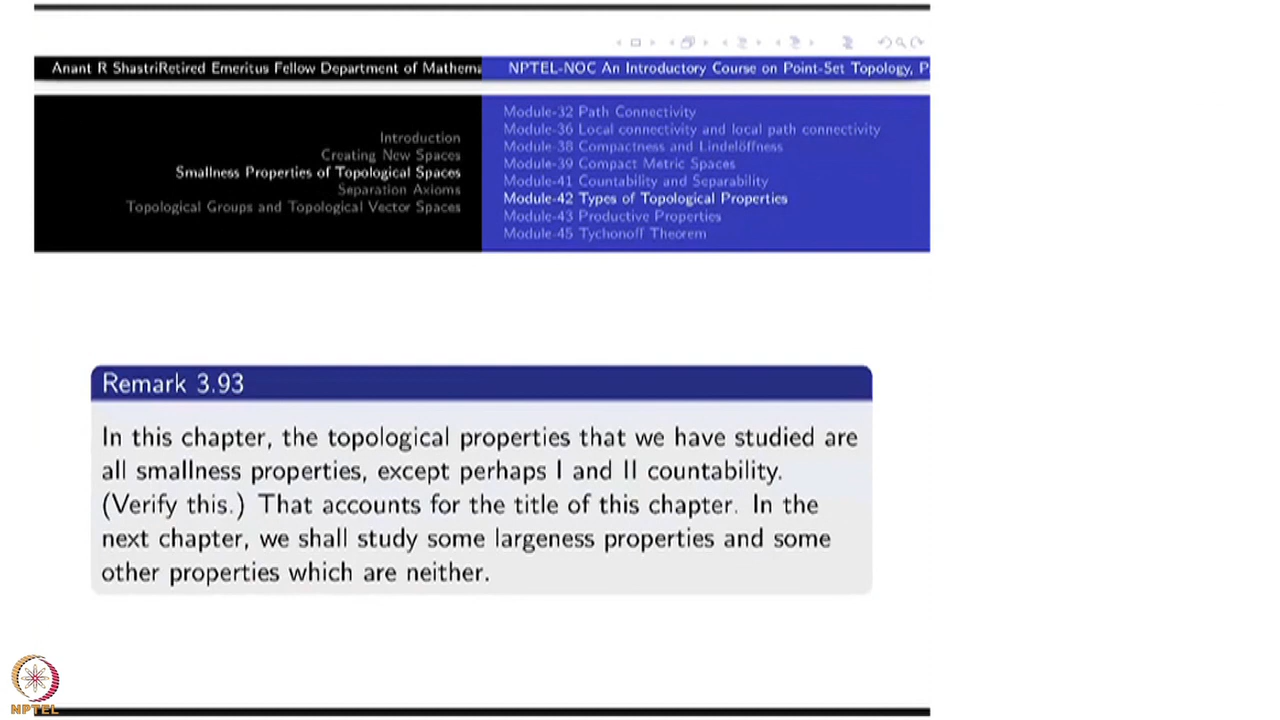 Anant R ShastriRetired Emeritus Fellow Department of Mathema
NPTEL-NOC An Introductory Course on Point-Set Topology, P
Introduction
Creating New Spaces
Smallness Properties of Topological Spaces
Separation Axioms
Topological Groups and Topological Vector Spaces
Module-32 Path Connectivity
Module-36 Local connectivity and local path connectivity
Module-38 Compactness and Lindelöffness
Module-39 Compact Metric Spaces
Module-41 Countability and Separability
Module-42 Types of Topological Properties
Module-43 Productive Properties
Module-45 Tychonoff Theorem
Remark 3.93
In this chapter, the topological properties that we have studied are
all smallness properties, except perhaps I and II countability.
(Verify this.) That accounts for the title of this chapter. In the
next chapter, we shall study some largeness properties and some
other properties which are neither.
NPTEL